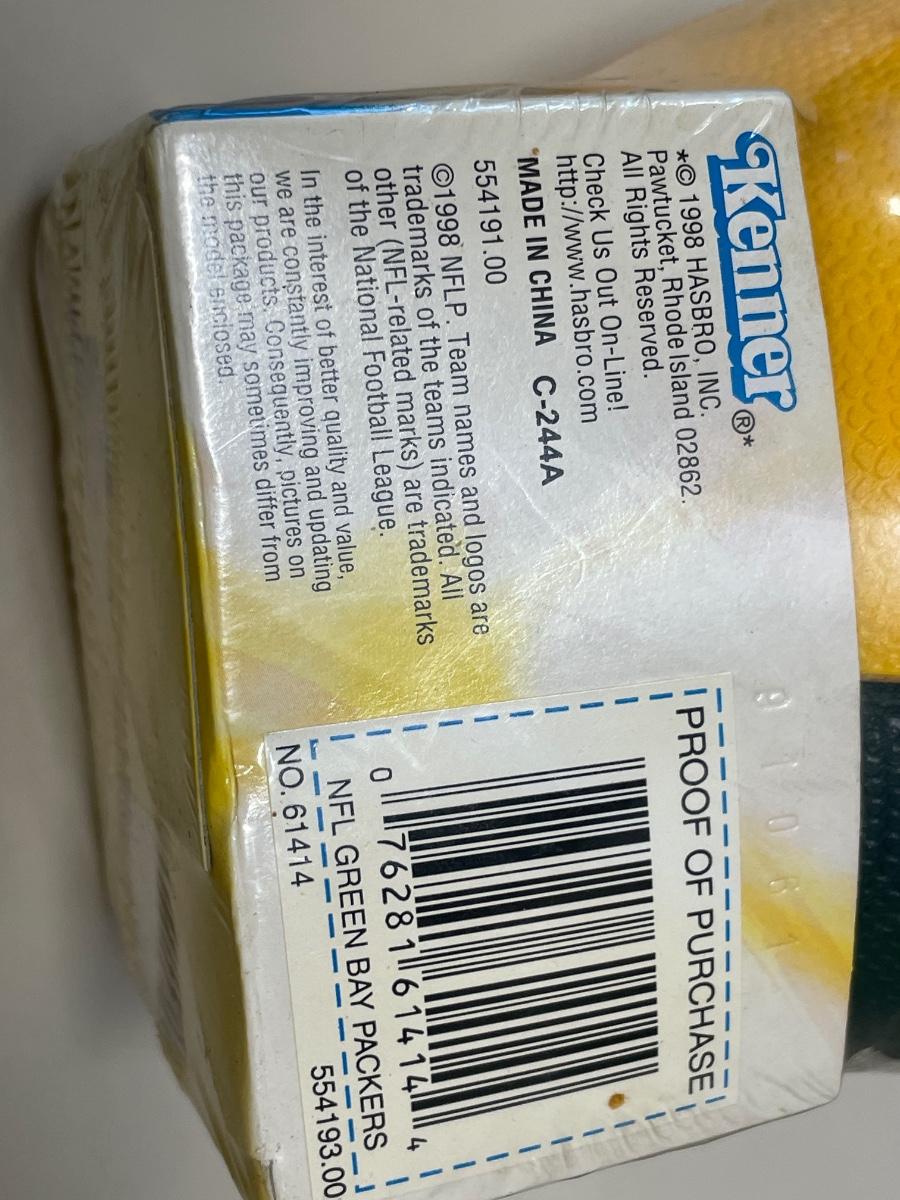 Kenner®*
*© 1998 HASBRO, INC.
Pawtucket, Rhode Island 02862.
All Rights Reserved.
Check Us Out On-Line!
http://www.hasbro.com
*MADE IN CHINA C-244A
554191.00
©1998 NFLP. Team names and logos are
trademarks of the teams indicated. All
other (NFL-related marks) are trademarks
of the National Football League.
In the interest of better quality and value,
we are constantly improving and updating
our products. Consequently, pictures on
this package may sometimes differ from
the model enclosed.
91061
PROOF OF PURCHASE
0 76281 61414 4
NFL GREEN BAY PACKERS
NO. 61414 554193.00